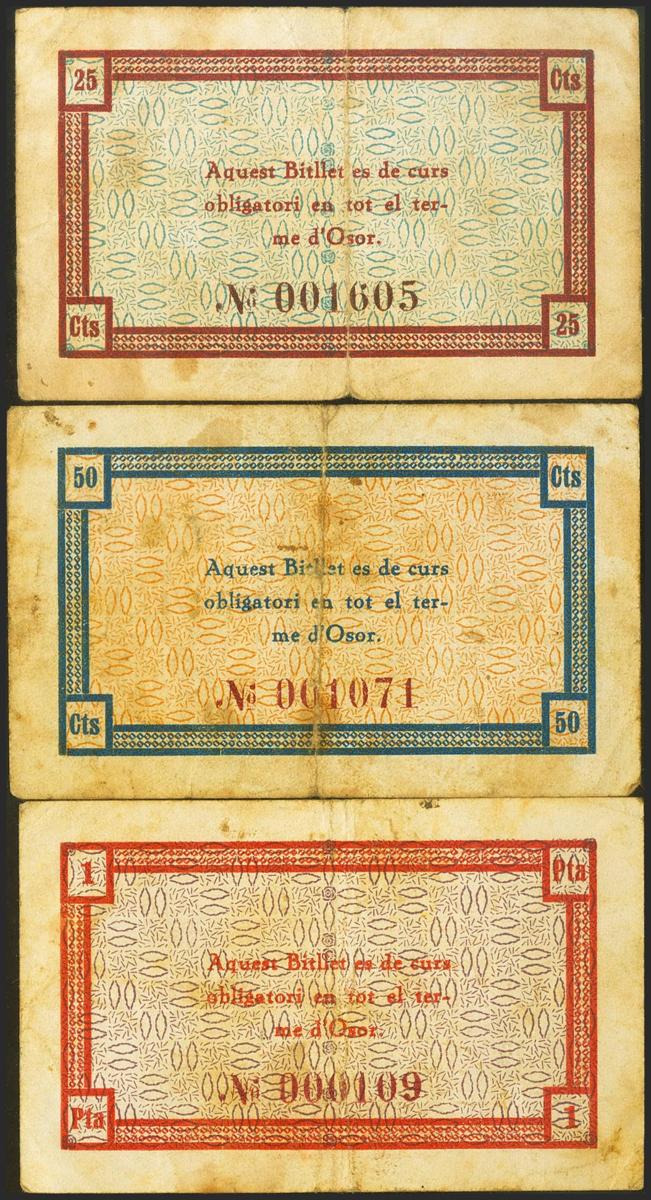 25 Cts
Aquest Bitllet es de curs
obligatori en tot el ter-
me d'Osor.
Nº 001605
Cts 25
50 Cts
Aquest Bitllet es de curs
obligatori en tot el ter-
me d'Osor.
Nº 001071
Cts 50
1 Pta
Aquest Bitllet es de curs
obligatori en tot el ter-
me d'Osor.
Nº 000109
Pta 1